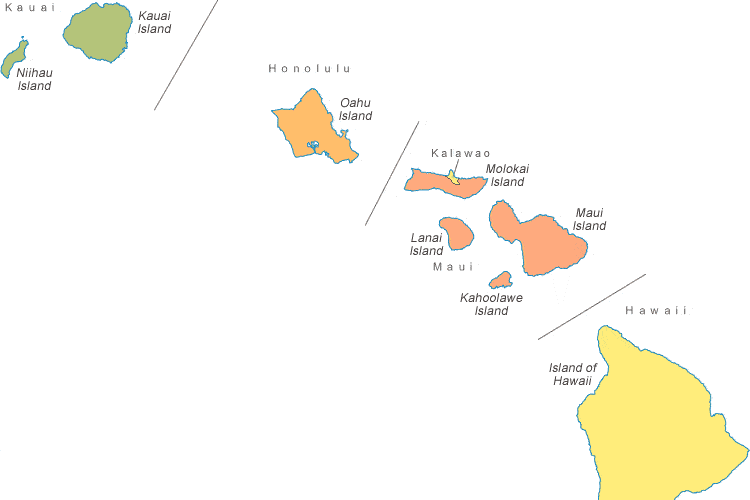 Kauai
Kauai
Island
Niihau
Island
Honolulu
Oahu
Island
Kalawao
Molokai
Island
Maui
Island
Lanai
Island
Maui
Kahoolawe
Island
Hawaii
Island of
Hawaii